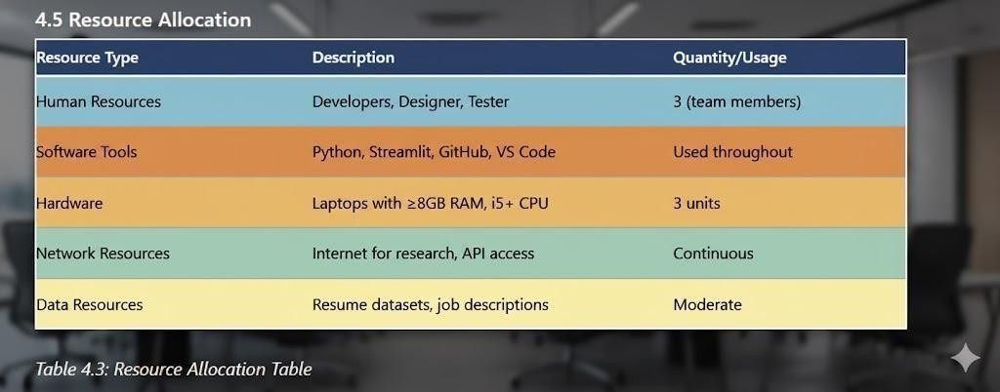 4.5 Resource Allocation
Resource Type Description Quantity/Usage
Human Resources Developers, Designer, Tester 3 (team members)
Software Tools Python, Streamlit, GitHub, VS Code Used throughout
Hardware Laptops with ≥8GB RAM, i5+ CPU 3 units
Network Resources Internet for research, API access Continuous
Data Resources Resume datasets, job descriptions Moderate
Table 4.3: Resource Allocation Table